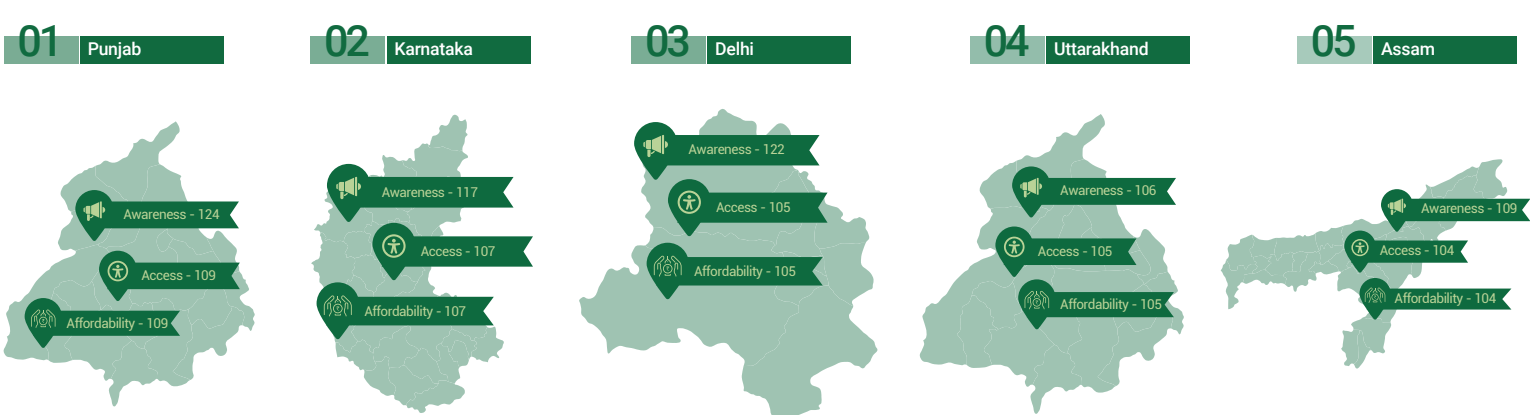 01 Punjab
Awareness - 124
Access - 109
Affordability - 109
02 Karnataka
Awareness - 117
Access - 107
Affordability - 107
03 Delhi
Awareness - 122
Access - 105
Affordability - 105
04 Uttarakhand
Awareness - 106
Access - 105
Affordability - 105
05 Assam
Awareness - 109
Access - 104
Affordability - 104